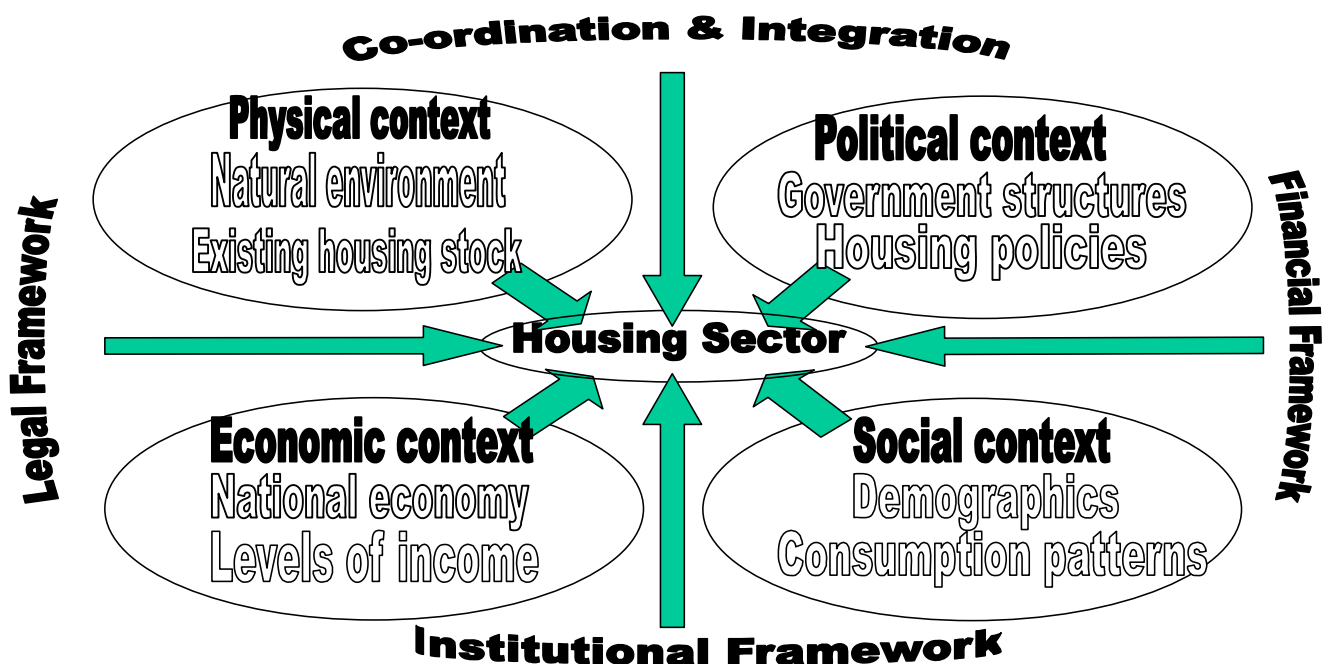 Co-ordination & Integration
Physical context
Natural environment
Existing housing stock
Political context
Government structures
Housing policies
Legal Framework
Housing Sector
Financial Framework
Economic context
National economy
Levels of income
Social context
Demographics
Consumption patterns
Institutional Framework